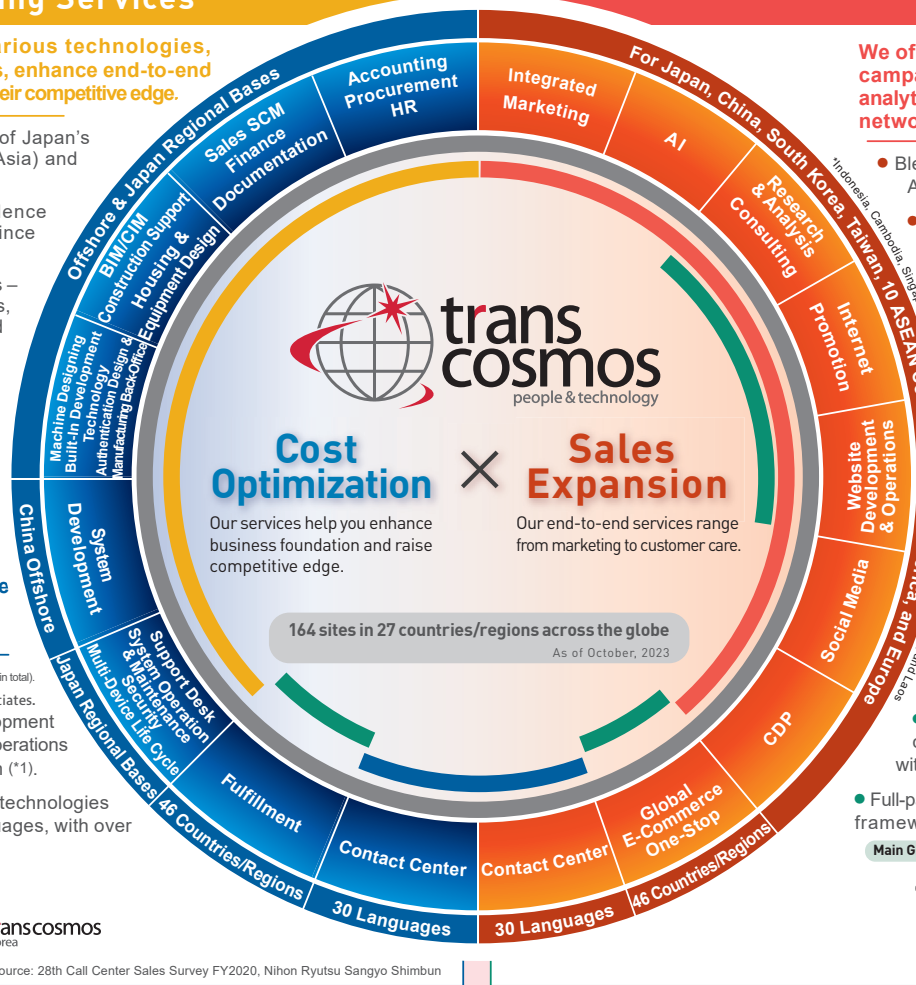 ng Services
arious technologies,
s, enhance end-to-end
eir competitive edge.
of Japan's
Asia) and
lence
ince
s –
s,
d
e
in total).
ciates.
opment
perations
n (*1).
technologies
uages, with over
anscosmos
orea
ource: 28th Call Center Sales Survey FY2020, Nihon Ryutsu Sangyo Shimbun
Offshore & Japan Regional Bases
Accounting
Procurement
HR
Sales SCM
Finance
Documentation
BIM/CIM
Construction Support
Housing &
Equipment Design
Machine Designing
Built-In Development
Technology
Authentication Design &
Manufacturing Back-Office
China Offshore
System
Development
Japan Regional Bases
Support Desk
System Operation
& Maintenance
Security
Multi-Device Life Cycle
46 Countries/Regions
Fulfillment
30 Languages
Contact Center
For Japan, China, South Korea, Taiwan, 10 ASEAN
ica, and Europe
*Indonesia, Cambodia, Singap
and Laos
Integrated
Marketing
AI
Research
& Analysis
Consulting
Internet
Promotion
Website
Development
& Operations
Social Media
CDP
Global
E-Commerce
One-Stop
46 Countries/Regions
Contact Center
30 Languages
trans
cosmos
people & technology
Cost
Optimization
×
Sales
Expansion
Our services help you enhance
business foundation and raise
competitive edge.
Our end-to-end services range
from marketing to customer care.
164 sites in 27 countries/regions across the globe
As of October, 2023
We of
campa
analyt
netwo
• Ble
A
•
•
wit
• Full-p
framew
Main G